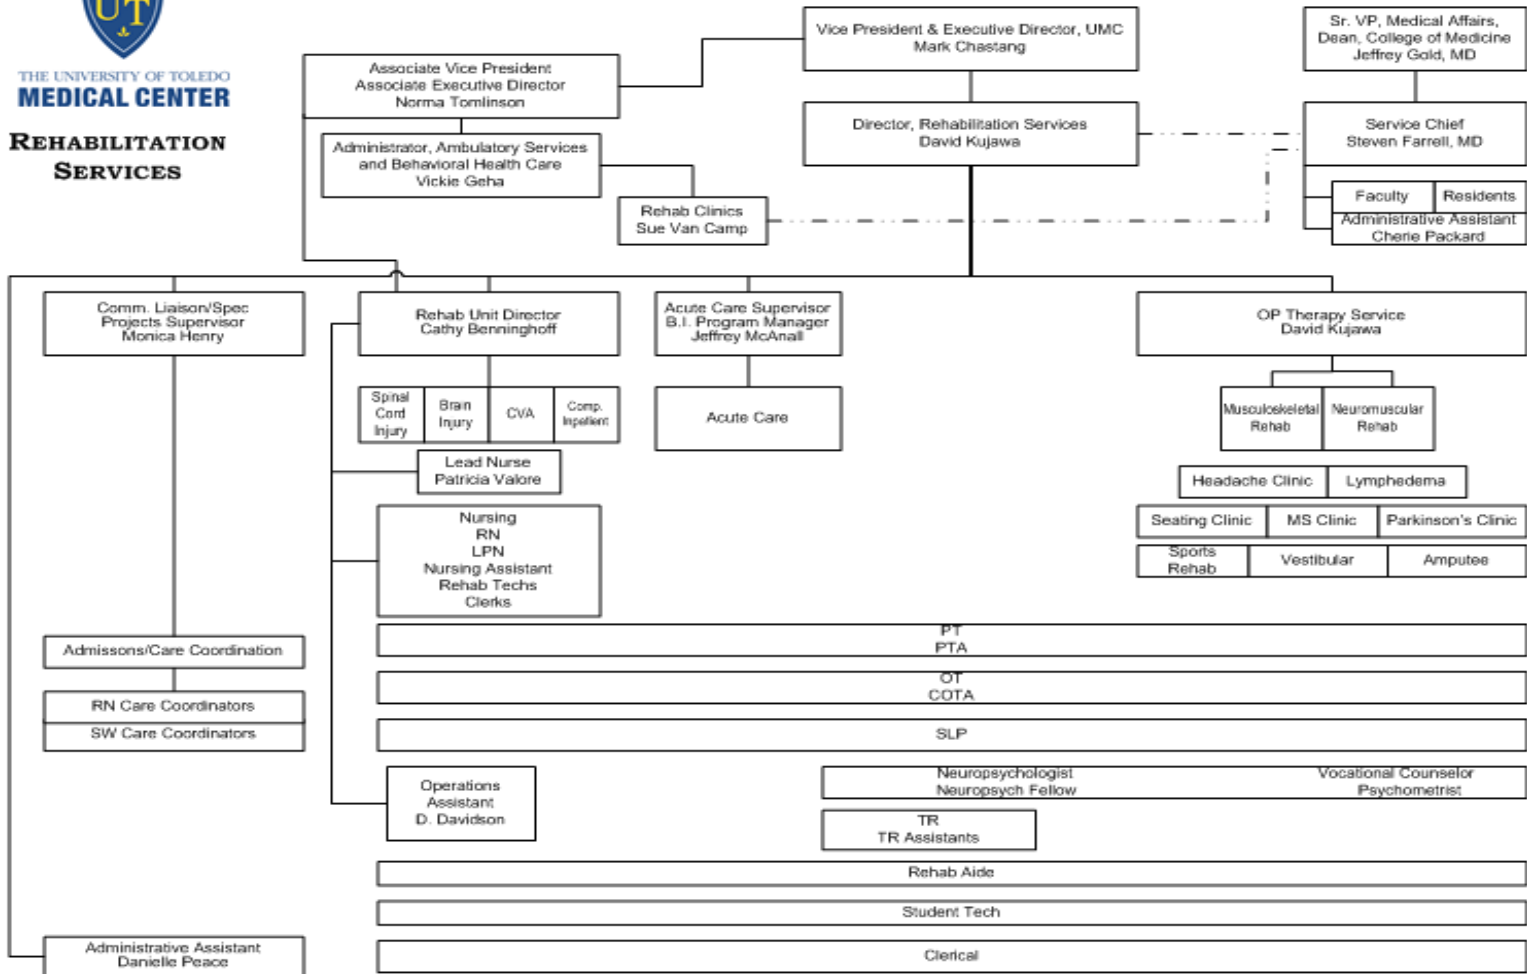 UT
THE UNIVERSITY OF TOLEDO
MEDICAL CENTER
REHABILITATION
SERVICES
Associate Vice President
Associate Executive Director
Norma Tomlinson
Vice President & Executive Director, UMC
Mark Chastang
Sr. VP, Medical Affairs,
Dean, College of Medicine
Jeffrey Gold, MD
Administrator, Ambulatory Services
and Behavioral Health Care
Vickie Geha
Director, Rehabilitation Services
David Kujawa
Service Chief
Steven Farrell, MD
Rehab Clinics
Sue Van Camp
Faculty
Residents
Administrative Assistant
Cherie Packard
Comm. Liaison/Spec
Projects Supervisor
Monica Henry
Rehab Unit Director
Cathy Benninghoff
Acute Care Supervisor
B.I. Program Manager
Jeffrey McAnall
OP Therapy Service
David Kujawa
Spinal
Cord
Injury
Brain
Injury
CVA
Comp.
Inpatient
Acute Care
Musculoskeletal
Rehab
Neuromuscular
Rehab
Lead Nurse
Patricia Valore
Headache Clinic
Lymphedema
Nursing
RN
LPN
Nursing Assistant
Rehab Techs
Clerks
Seating Clinic
MS Clinic
Parkinson's Clinic
Sports
Rehab
Vestibular
Amputee
Admissons/Care Coordination
PT
PTA
RN Care Coordinators
SW Care Coordinators
OT
COTA
SLP
Operations
Assistant
D. Davidson
Neuropsychologist
Neuropsych Fellow
Vocational Counselor
Psychometrist
TR
TR Assistants
Rehab Aide
Student Tech
Administrative Assistant
Danielle Peace
Clerical